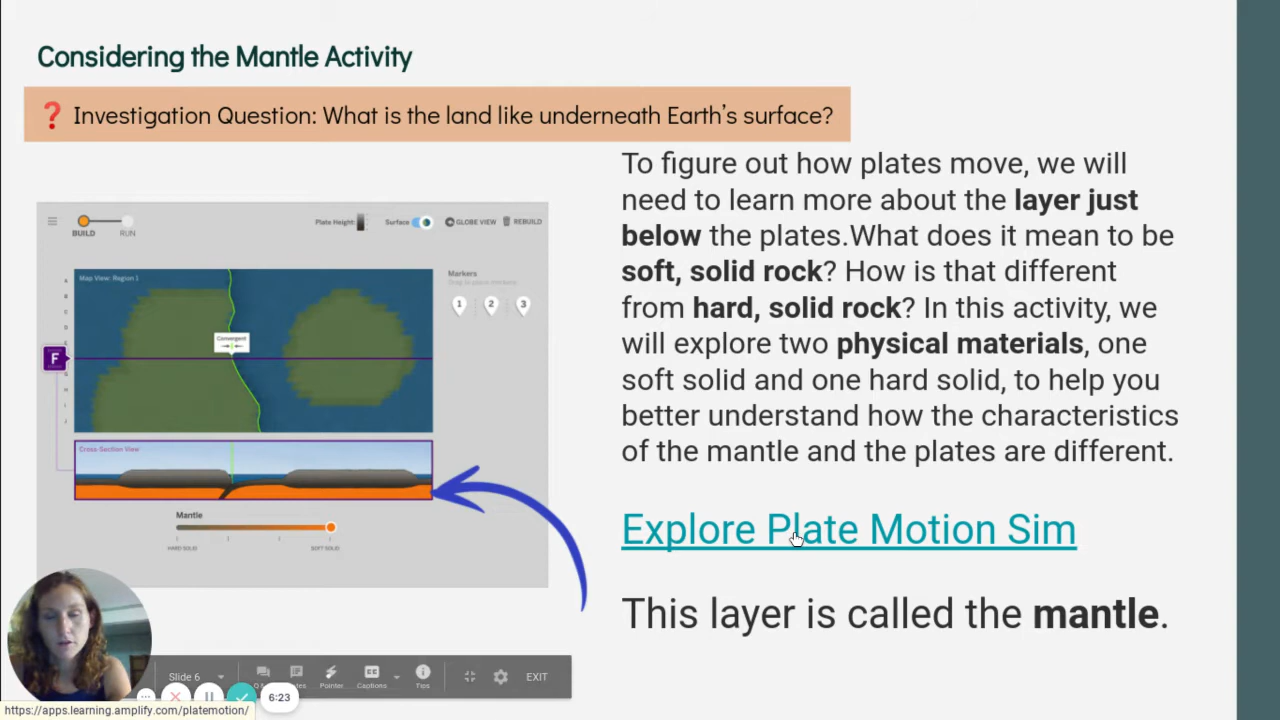 Considering the Mantle Activity
❓ Investigation Question: What is the land like underneath Earth's surface?
To figure out how plates move, we will
need to learn more about the layer just
below the plates.What does it mean to be
soft, solid rock? How is that different
from hard, solid rock? In this activity, we
will explore two physical materials, one
soft solid and one hard solid, to help you
better understand how the characteristics
of the mantle and the plates are different.
Explore Plate Motion Sim
This layer is called the mantle.
BUILD RUN
Plate Height: Surface GLOBE VIEW REBUILD
Map View: Region 1
Markers
1 2 3
Convergent
F
Cross-Section View
Mantle
HARD SOLID SOFT SOLID
Slide 6 Pointer Captions Tips EXIT
6:23
https://apps.learning.amplify.com/platemotion/